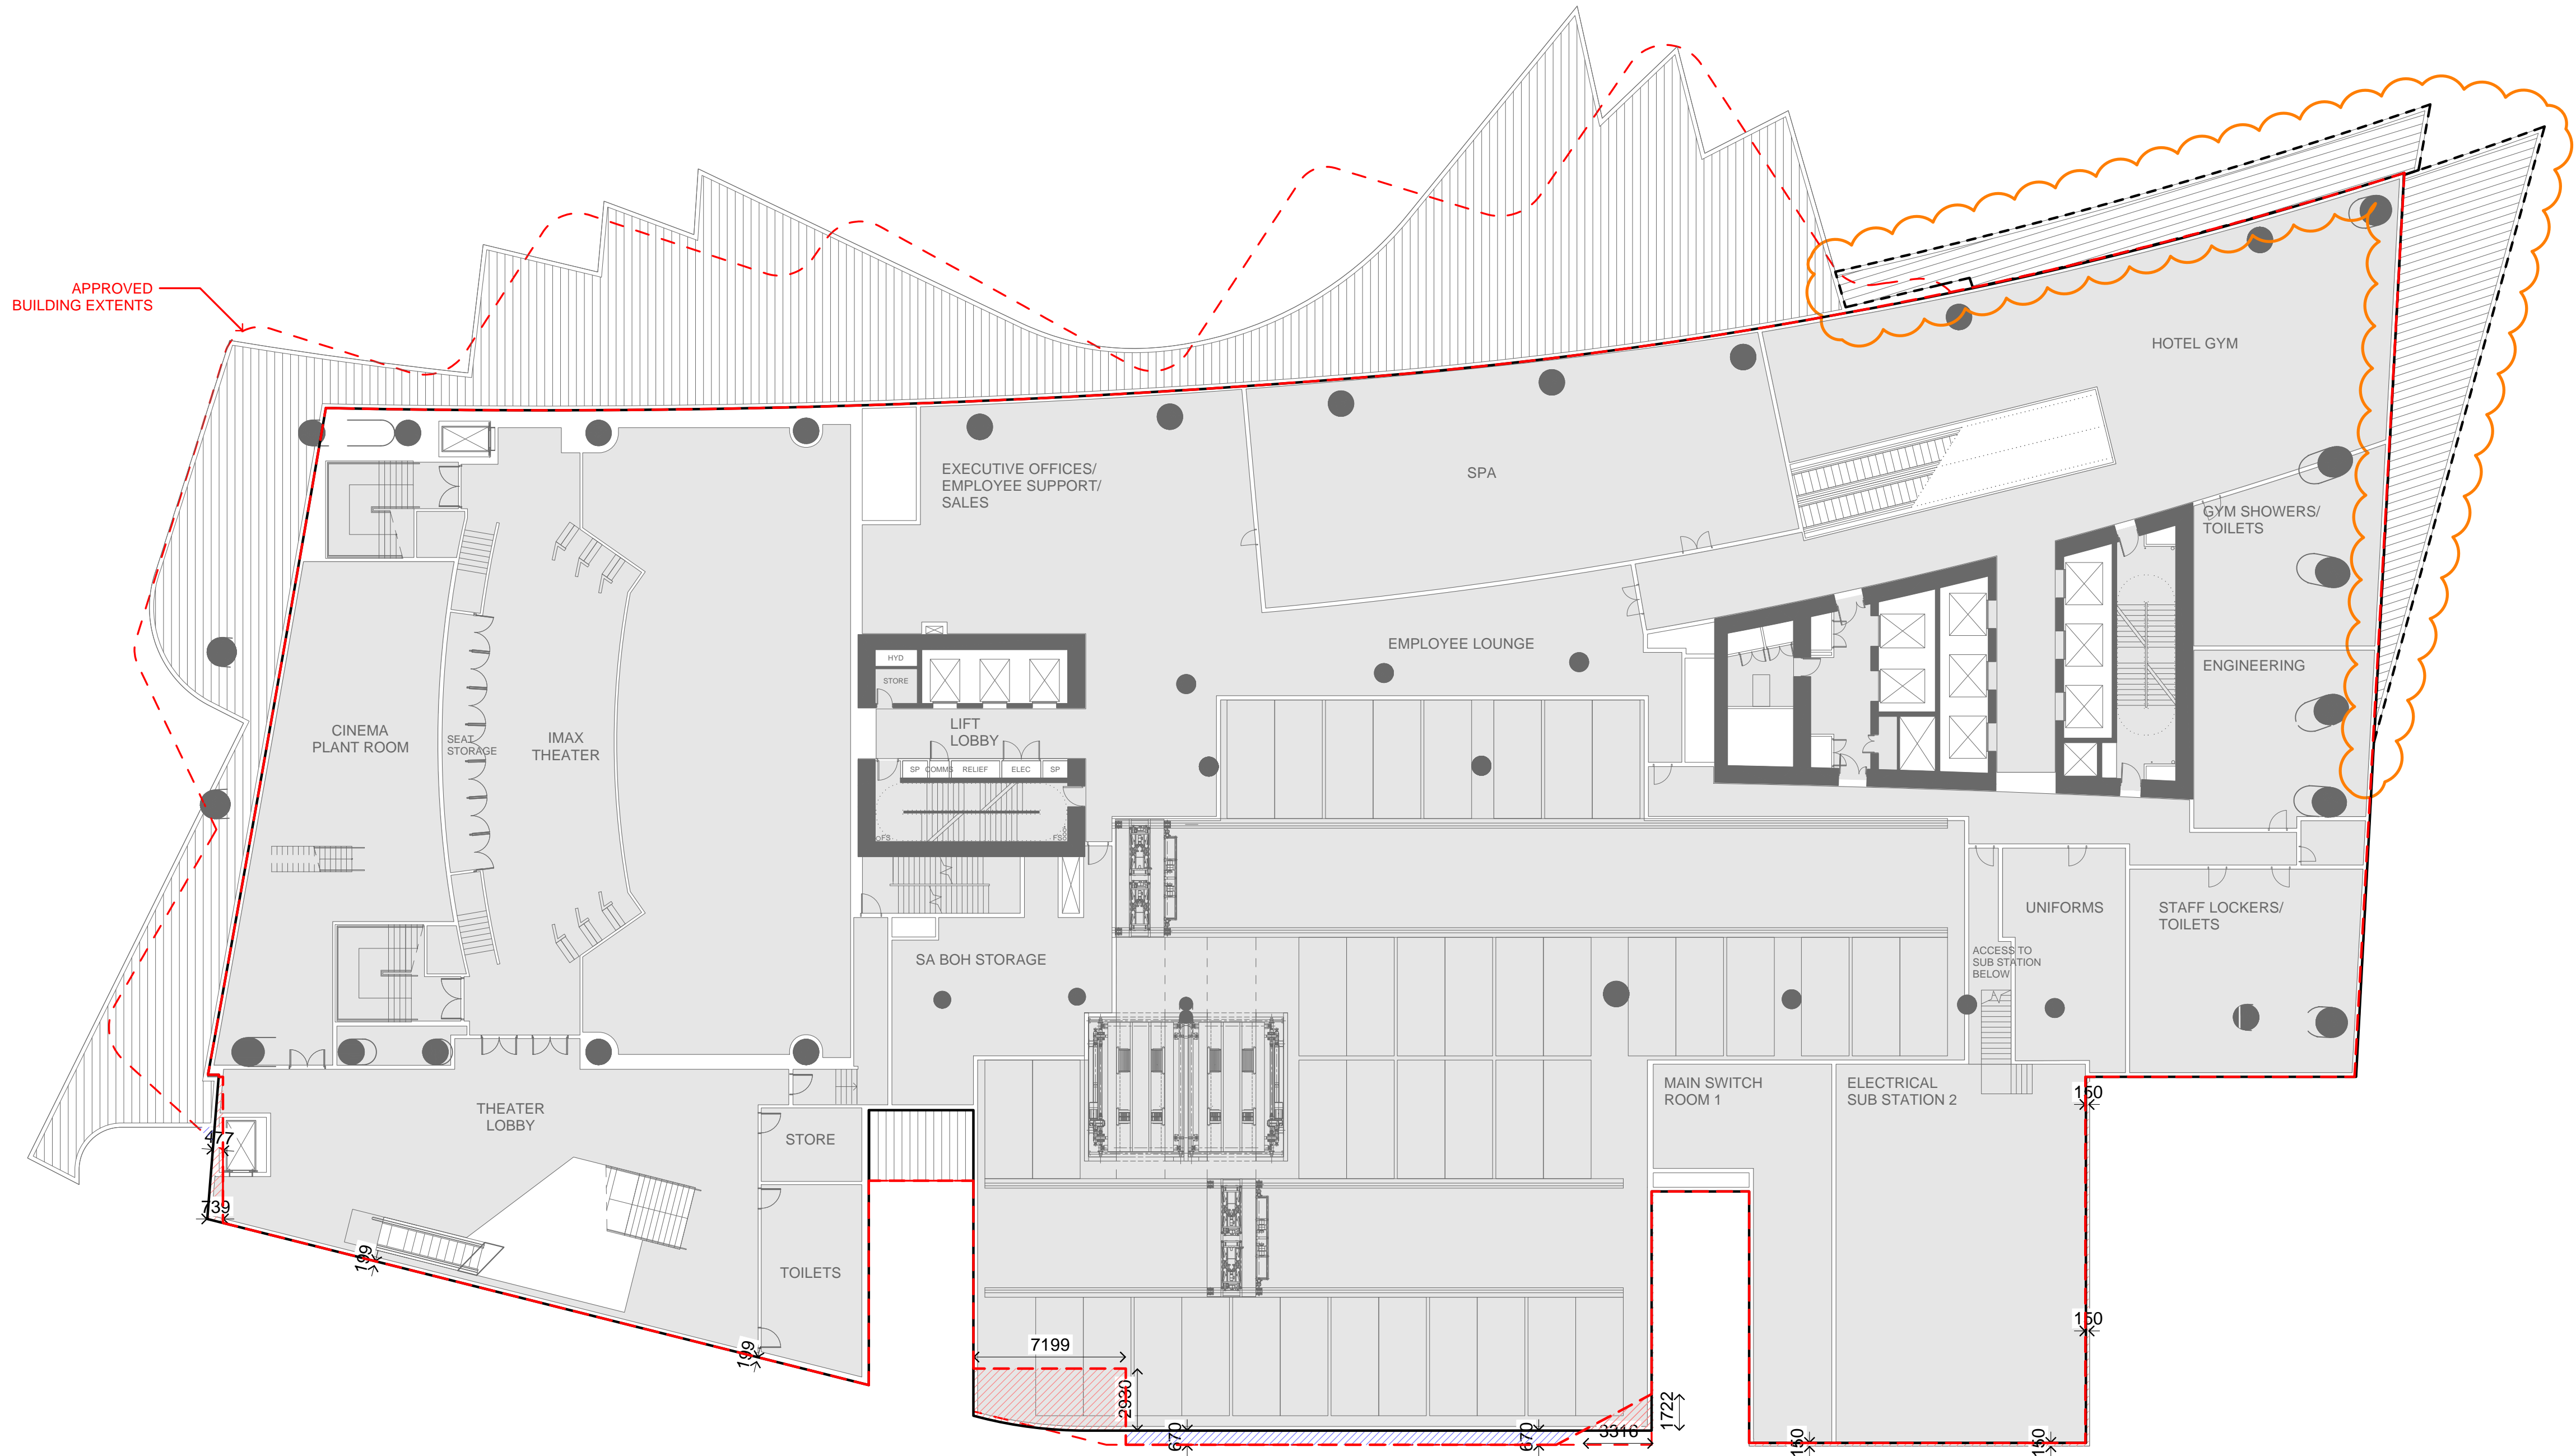 APPROVED
BUILDING EXTENTS
HOTEL GYM
EXECUTIVE OFFICES/
EMPLOYEE SUPPORT/
SALES
SPA
GYM SHOWERS/
TOILETS
EMPLOYEE LOUNGE
HYD
STORE
ENGINEERING
LIFT
LOBBY
CINEMA
PLANT ROOM
SEAT
STORAGE
IMAX
THEATER
SP
COMMS
RELIEF
ELEC
SP
FS
FS
UNIFORMS
STAFF LOCKERS/
TOILETS
SA BOH STORAGE
ACCESS TO
SUB STATION
BELOW
MAIN SWITCH
ROOM 1
ELECTRICAL
SUB STATION 2
150
THEATER
LOBBY
477
STORE
739
199
TOILETS
199
150
7199
2930
1722
670
670
3316
150
150